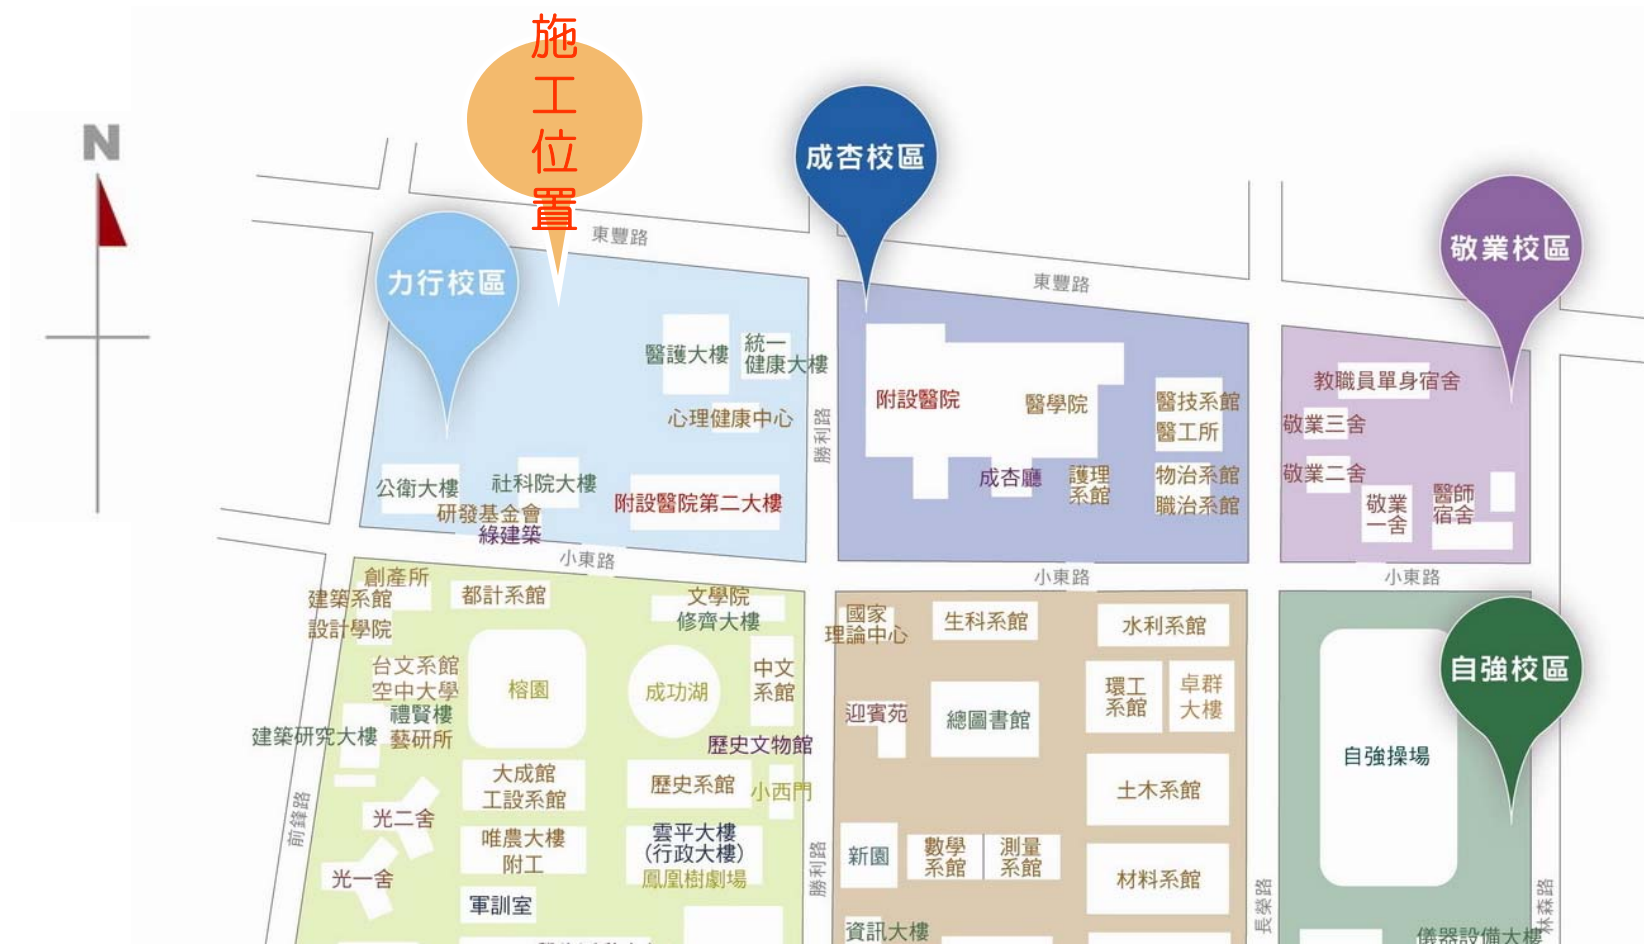 施
工
位
置
N
成杏校區
力行校區
敬業校區
東豐路
東豐路
醫護大樓
統一
健康大樓
心理健康中心
勝利路
公衛大樓
社科院大樓
研發基金會
綠建築
附設醫院第二大樓
附設醫院
醫學院
醫技系館
醫工所
成杏廳
護理
系館
物治系館
職治系館
教職員單身宿舍
敬業三舍
敬業二舍
敬業
一舍
醫師
宿舍
小東路
小東路
小東路
創產所
建築系館
設計學院
都計系館
文學院
修齊大樓
台文系館
空中大學
禮賢樓
藝研所
建築研究大樓
榕園
成功湖
中文
系館
歷史文物館
大成館
工設系館
歷史系館
小西門
光二舍
唯農大樓
附工
雲平大樓
(行政大樓)
鳳凰樹劇場
光一舍
軍訓室
前鋒路
勝利路
國家
理論中心
生科系館
水利系館
迎賓苑
總圖書館
環工
系館
卓群
大樓
土木系館
新園
數學
系館
測量
系館
材料系館
資訊大樓
長榮路
自強校區
自強操場
林森路
儀器設備大樓